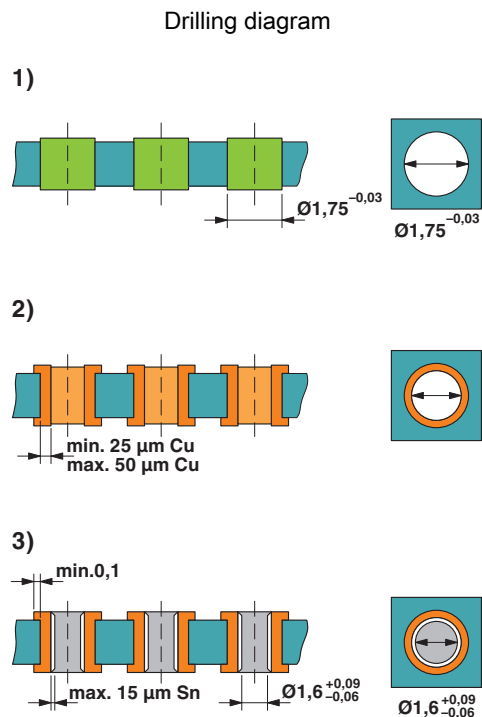 Drilling diagram
1)
Ø1,75 −0,03
Ø1,75 −0,03
2)
min. 25 µm Cu
max. 50 µm Cu
3)
min.0,1
max. 15 µm Sn
Ø1,6 +0,09 −0,06
Ø1,6 +0,09 −0,06